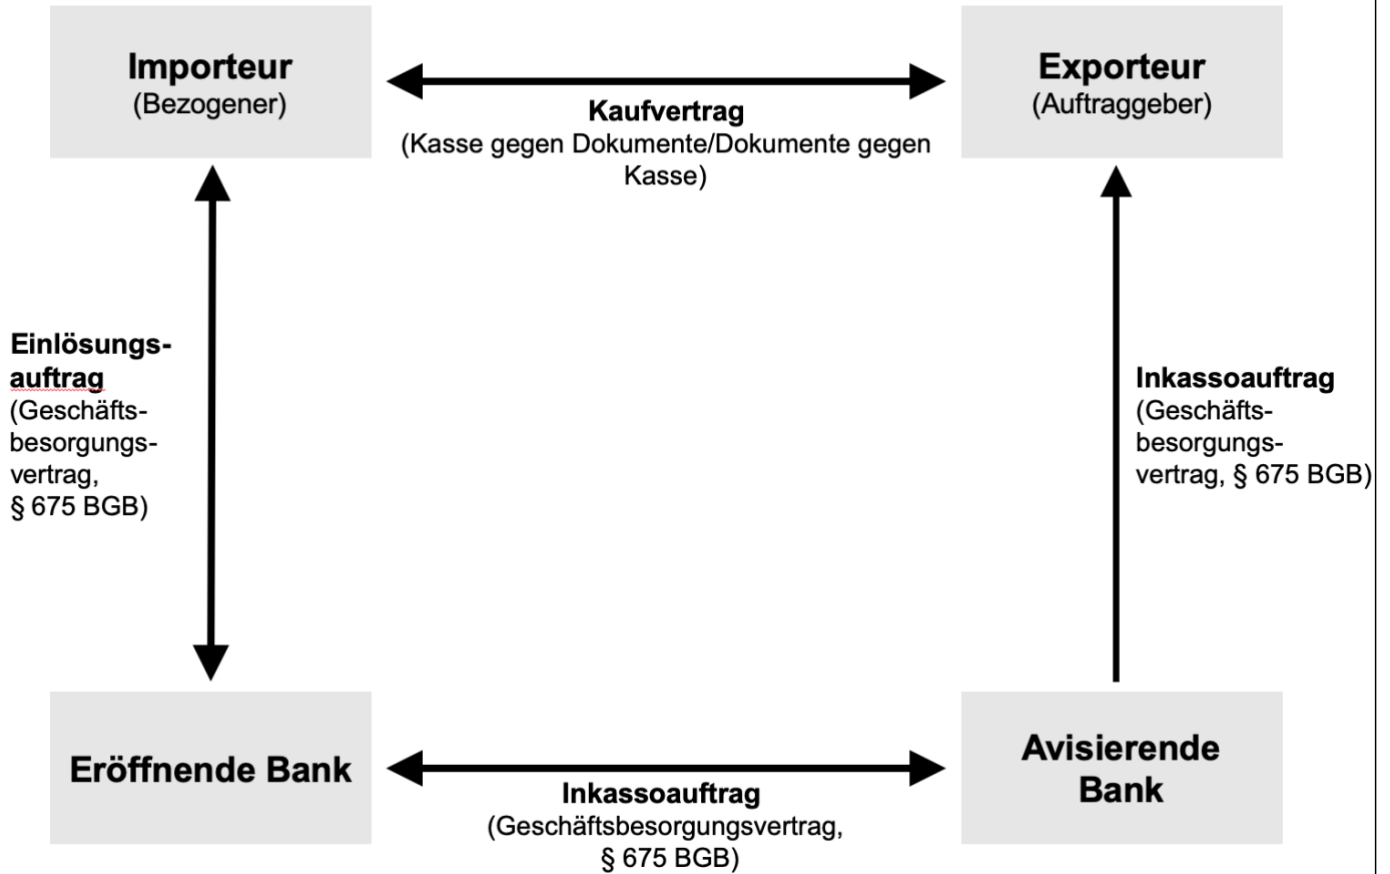 Importeur
(Bezogener)
Exporteur
(Auftraggeber)
Kaufvertrag
(Kasse gegen Dokumente/Dokumente gegen
Kasse)
Einlösungs-
auftrag
(Geschäfts-
besorgungs-
vertrag,
§ 675 BGB)
Inkassoauftrag
(Geschäfts-
besorgungs-
vertrag, § 675 BGB)
Eröffnende Bank
Avisierende
Bank
Inkassoauftrag
(Geschäftsbesorgungsvertrag,
§ 675 BGB)